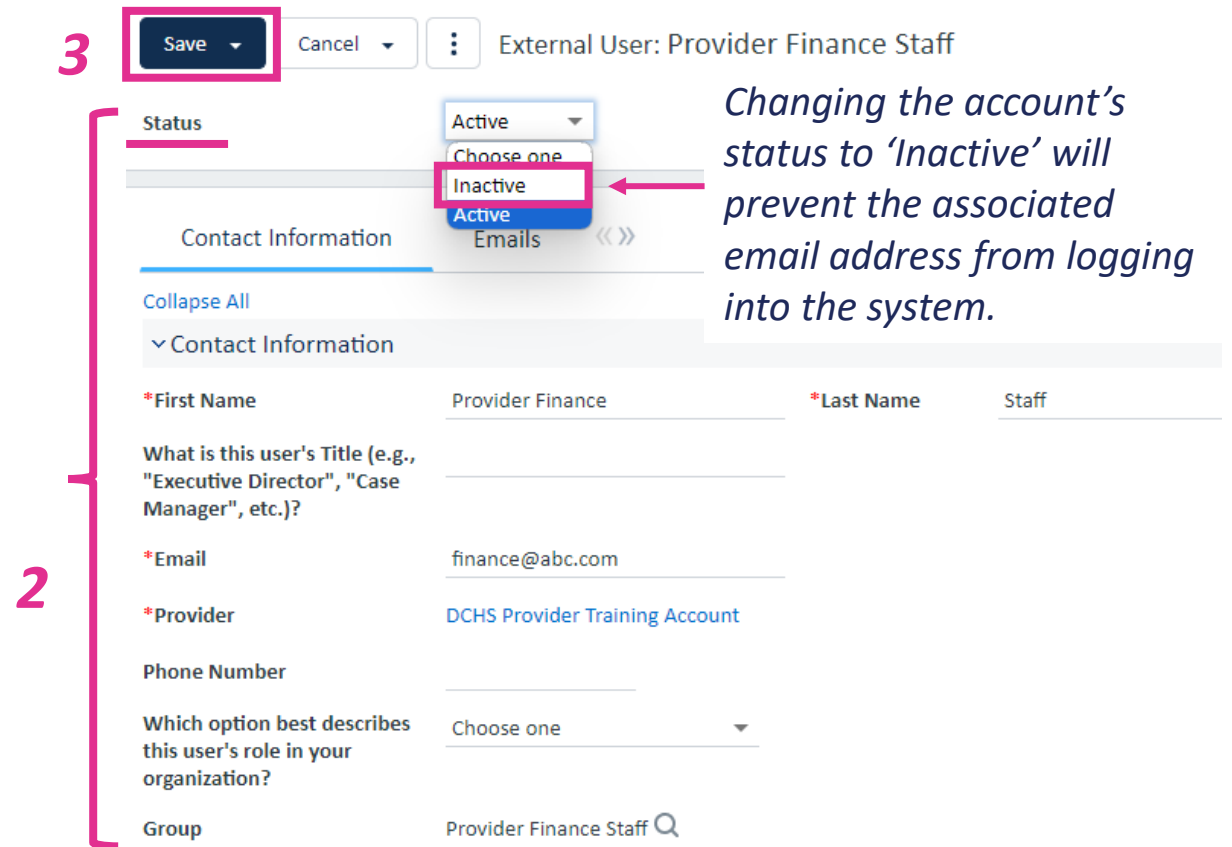 3
Save
Cancel
External User: Provider Finance Staff
Status
Active
Choose one
Inactive
Active
Changing the account’s
status to ‘Inactive’ will
prevent the associated
email address from logging
into the system.
Contact Information
Emails
Collapse All
Contact Information
*First Name
Provider Finance
*Last Name
Staff
What is this user's Title (e.g.,
"Executive Director", "Case
Manager", etc.)?
2
*Email
finance@abc.com
*Provider
DCHS Provider Training Account
Phone Number
Which option best describes
this user's role in your
organization?
Choose one
Group
Provider Finance Staff